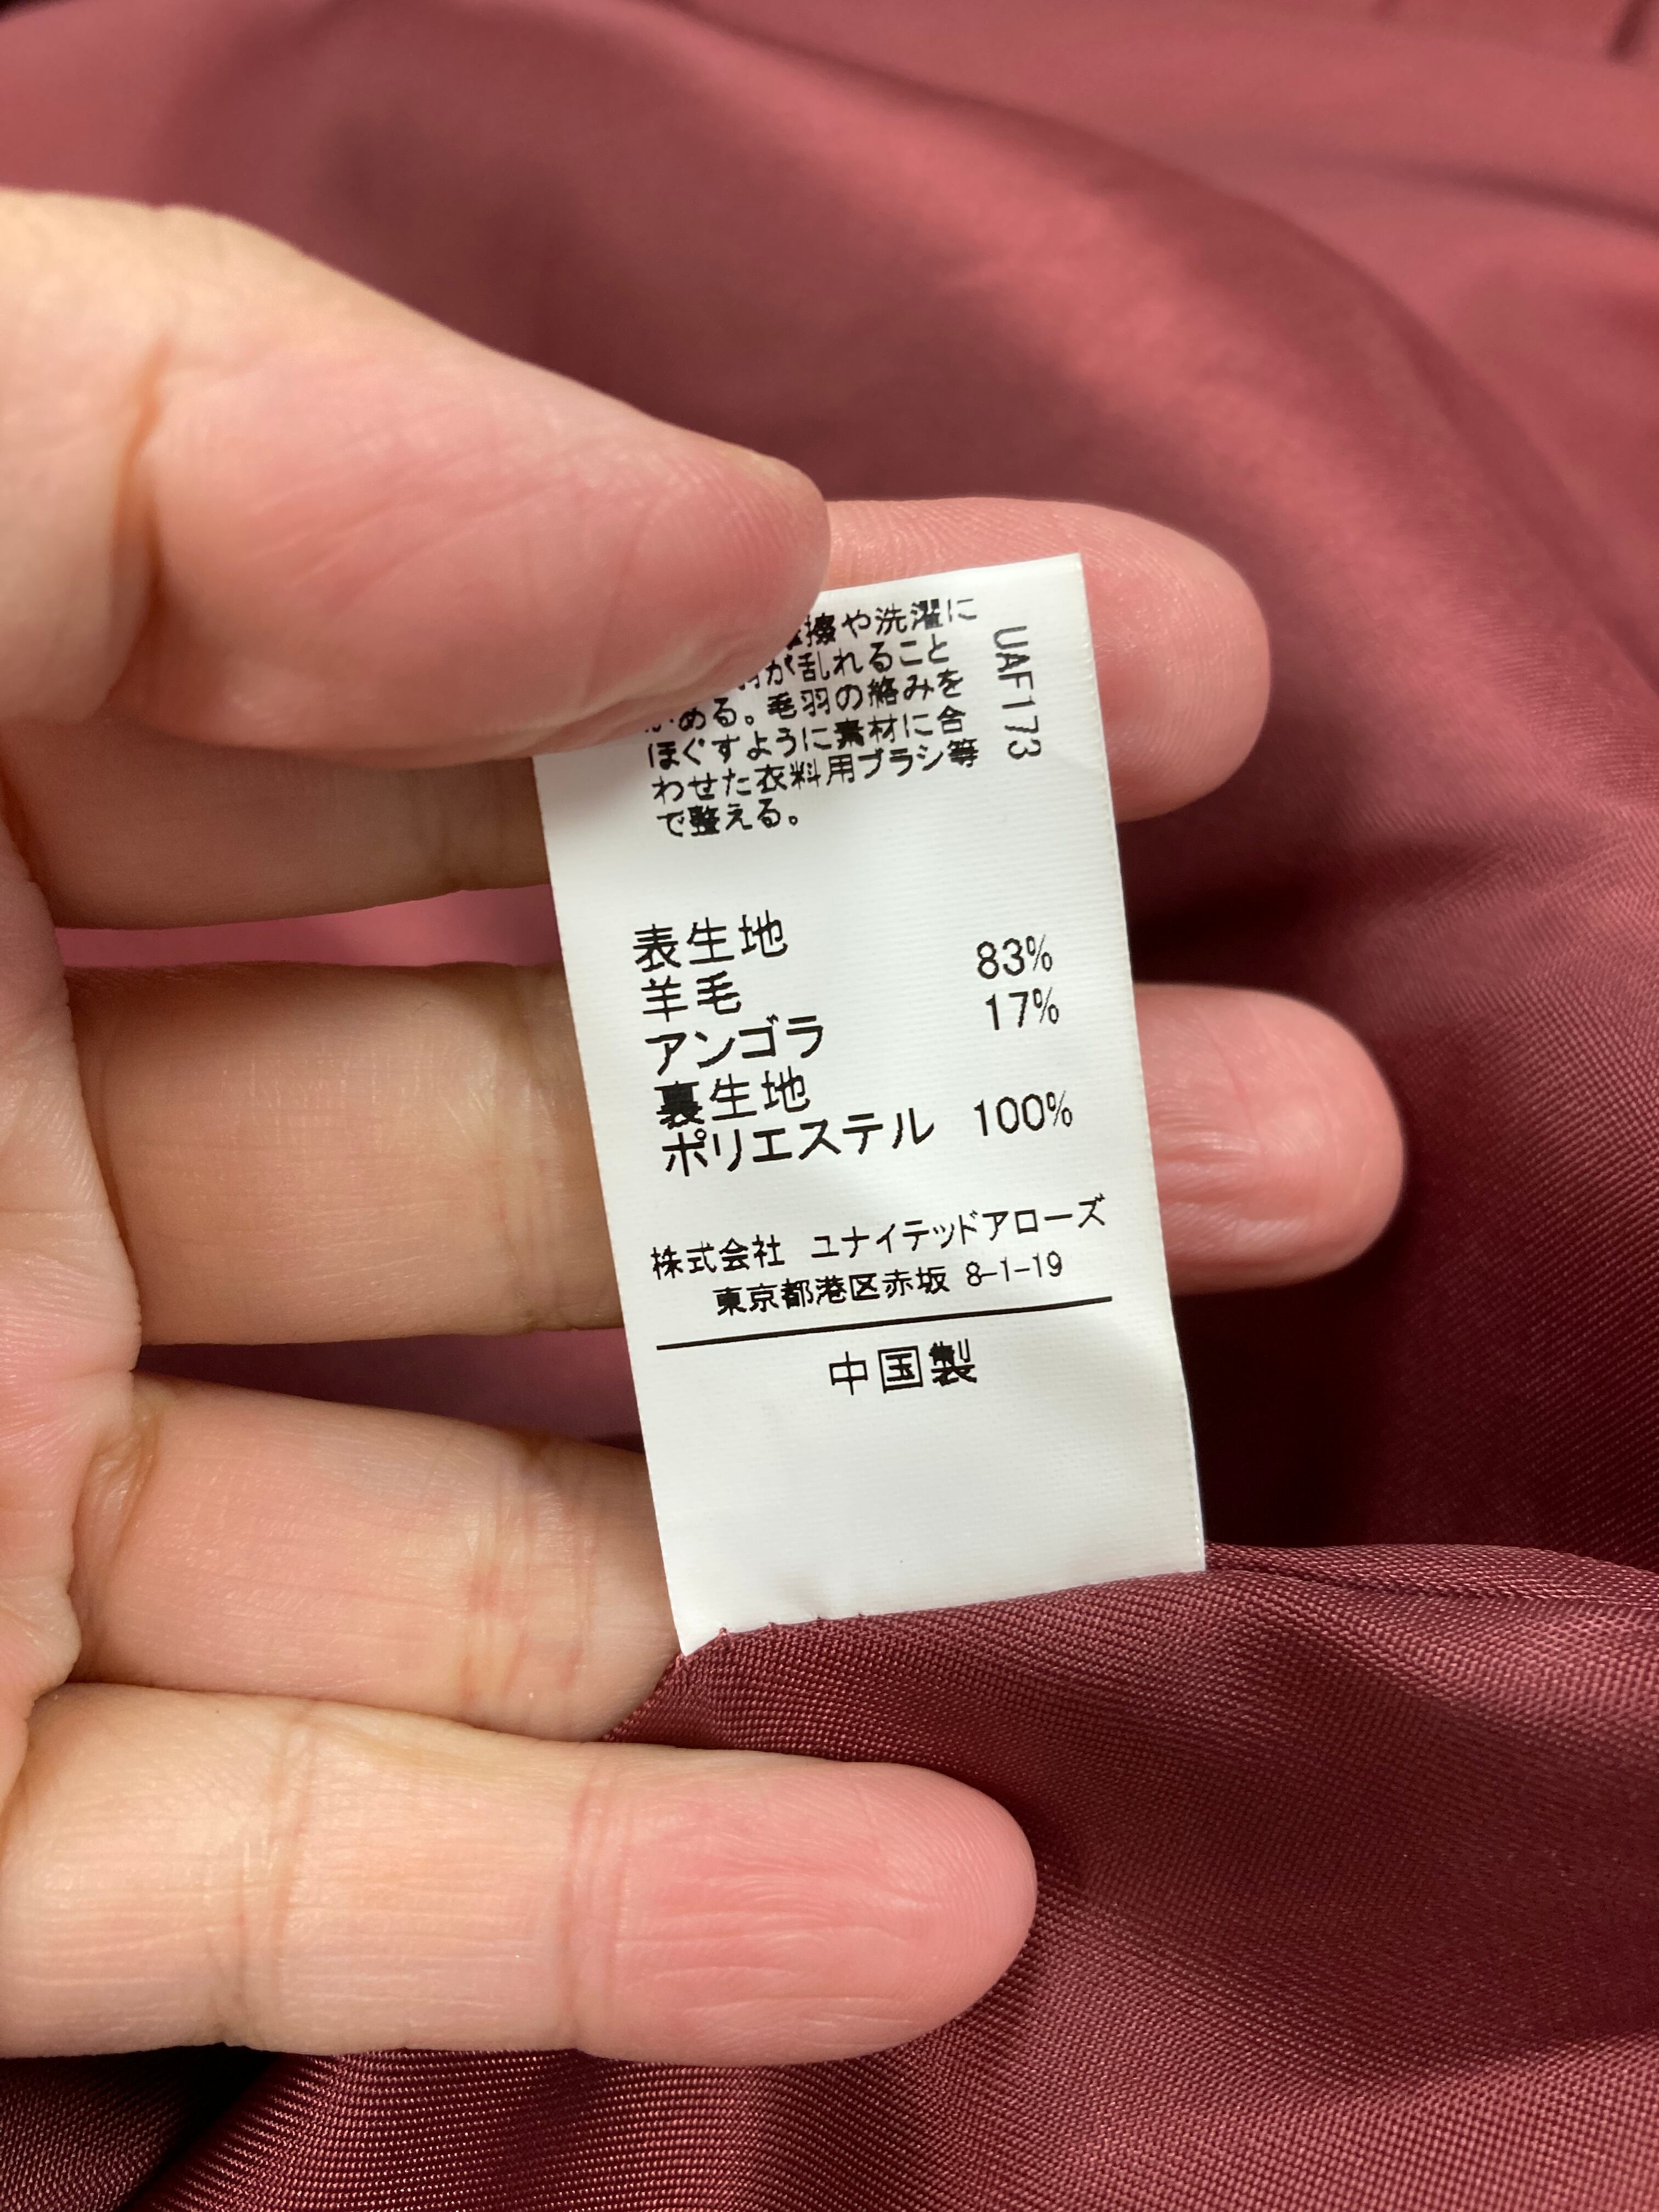 擦や洗濯に
が乱れること
める。毛羽の絡みを
ほぐすように素材に合
わせた衣料用ブラシ等
で整える。
UAF173
表生地
羊毛 83%
アンゴラ 17%
裏生地
ポリエステル 100%
株式会社 ユナイテッドアローズ
東京都港区赤坂 8-1-19
中国製